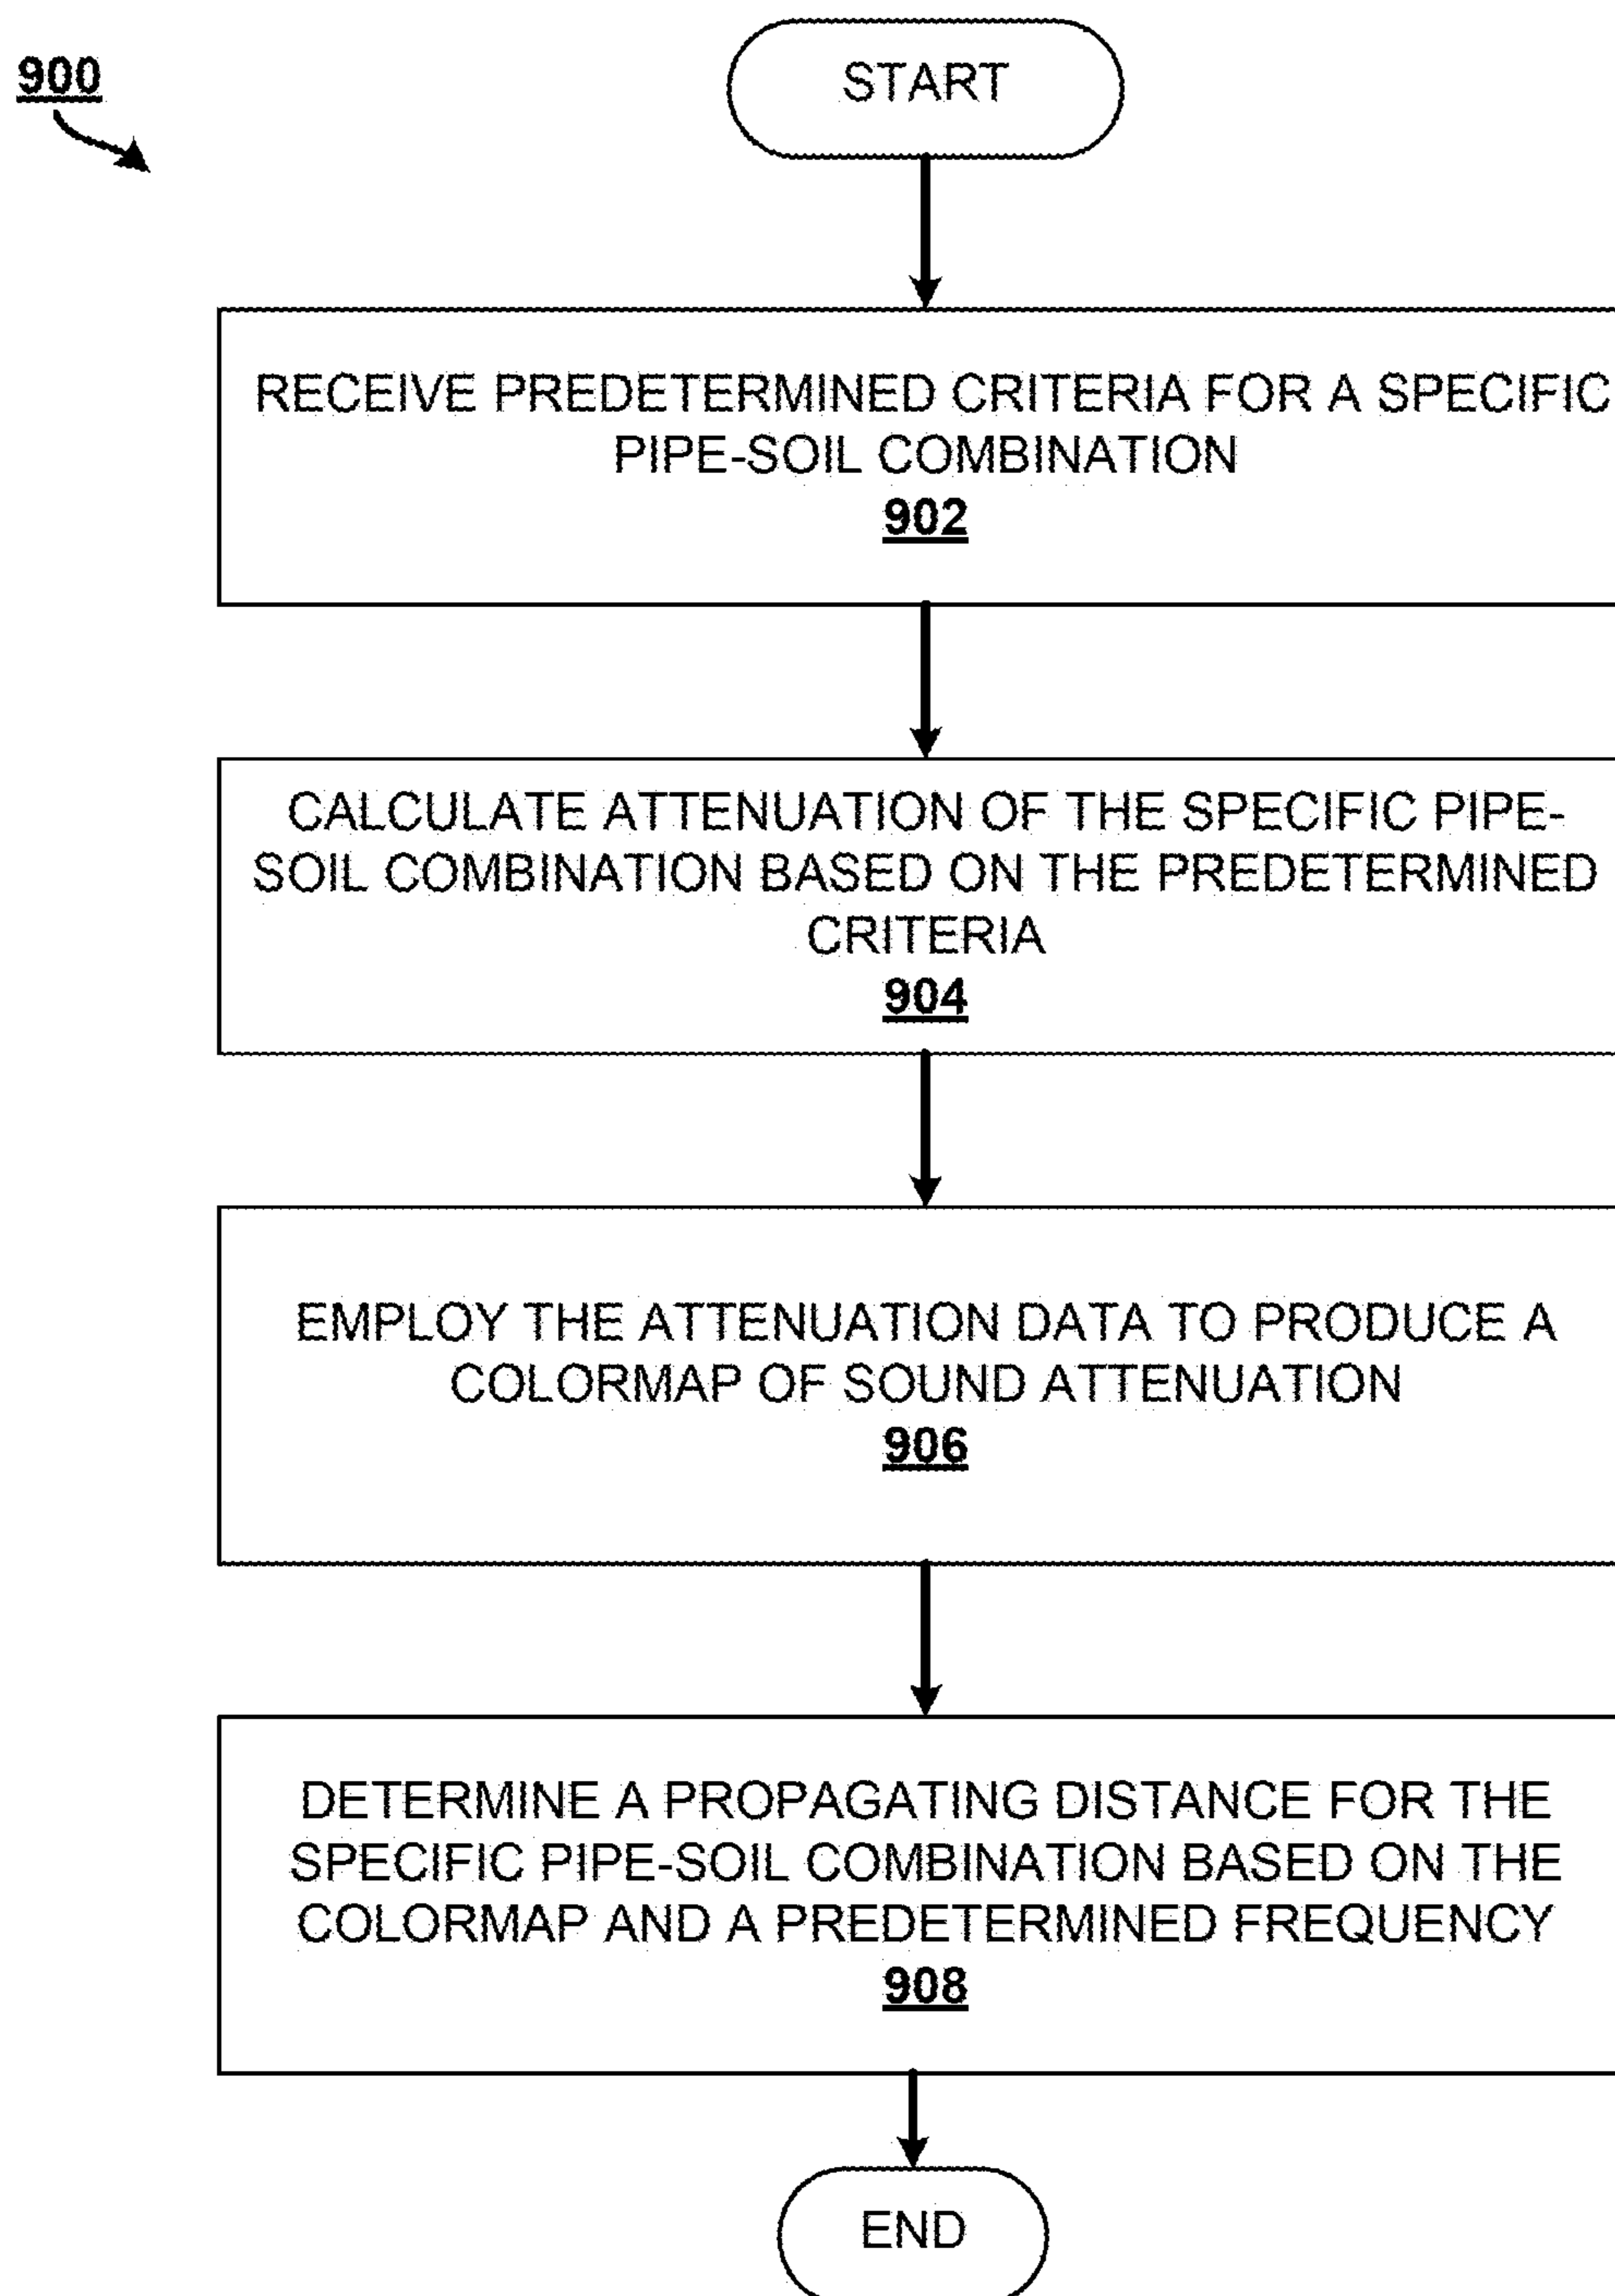 900
START
RECEIVE PREDETERMINED CRITERIA FOR A SPECIFIC
PIPE-SOIL COMBINATION
902
CALCULATE ATTENUATION OF THE SPECIFIC PIPE-
SOIL COMBINATION BASED ON THE PREDETERMINED
CRITERIA
904
EMPLOY THE ATTENUATION DATA TO PRODUCE A
COLORMAP OF SOUND ATTENUATION
906
DETERMINE A PROPAGATING DISTANCE FOR THE
SPECIFIC PIPE-SOIL COMBINATION BASED ON THE
COLORMAP AND A PREDETERMINED FREQUENCY
908
END